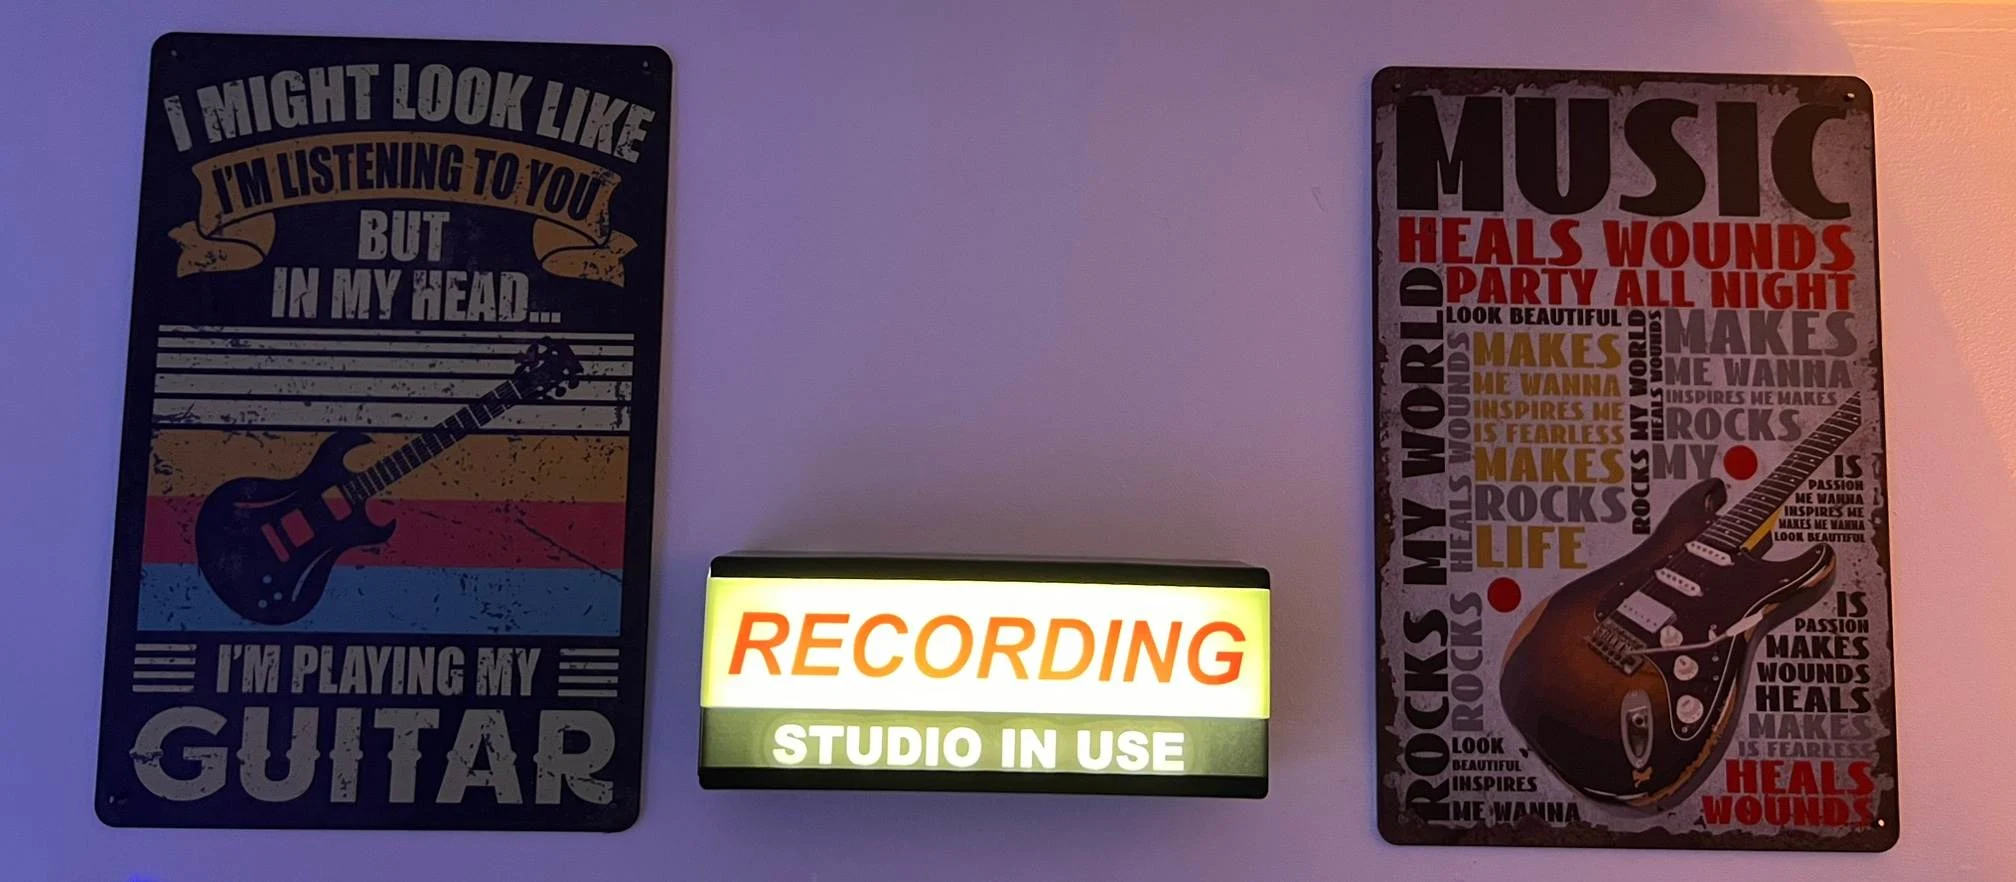 I MIGHT LOOK LIKE
I'M LISTENING TO YOU
BUT
IN MY HEAD...
I'M PLAYING MY
GUITAR
RECORDING
STUDIO IN USE
MUSIC
HEALS WOUNDS
PARTY ALL NIGHT
ROCKS MY WORLD
LOOK BEAUTIFUL
HEALS WOUNDS
ROCKS
MAKES
ME WANNA
INSPIRES ME
IS FEARLESS
MAKES
ROCKS
LIFE
ROCKS MY WORLD
HEALS WOUNDS
MAKES
ME WANNA
INSPIRES ME MAKES
ROCKS
MY
IS
PASSION
ME WANNA
INSPIRES ME
MAKES ME WANNA
LOOK BEAUTIFUL
IS
PASSION
MAKES
WOUNDS
HEALS
MAKES
IS FEARLESS
HEALS
WOUNDS
LOOK
BEAUTIFUL
INSPIRES
ME WANNA